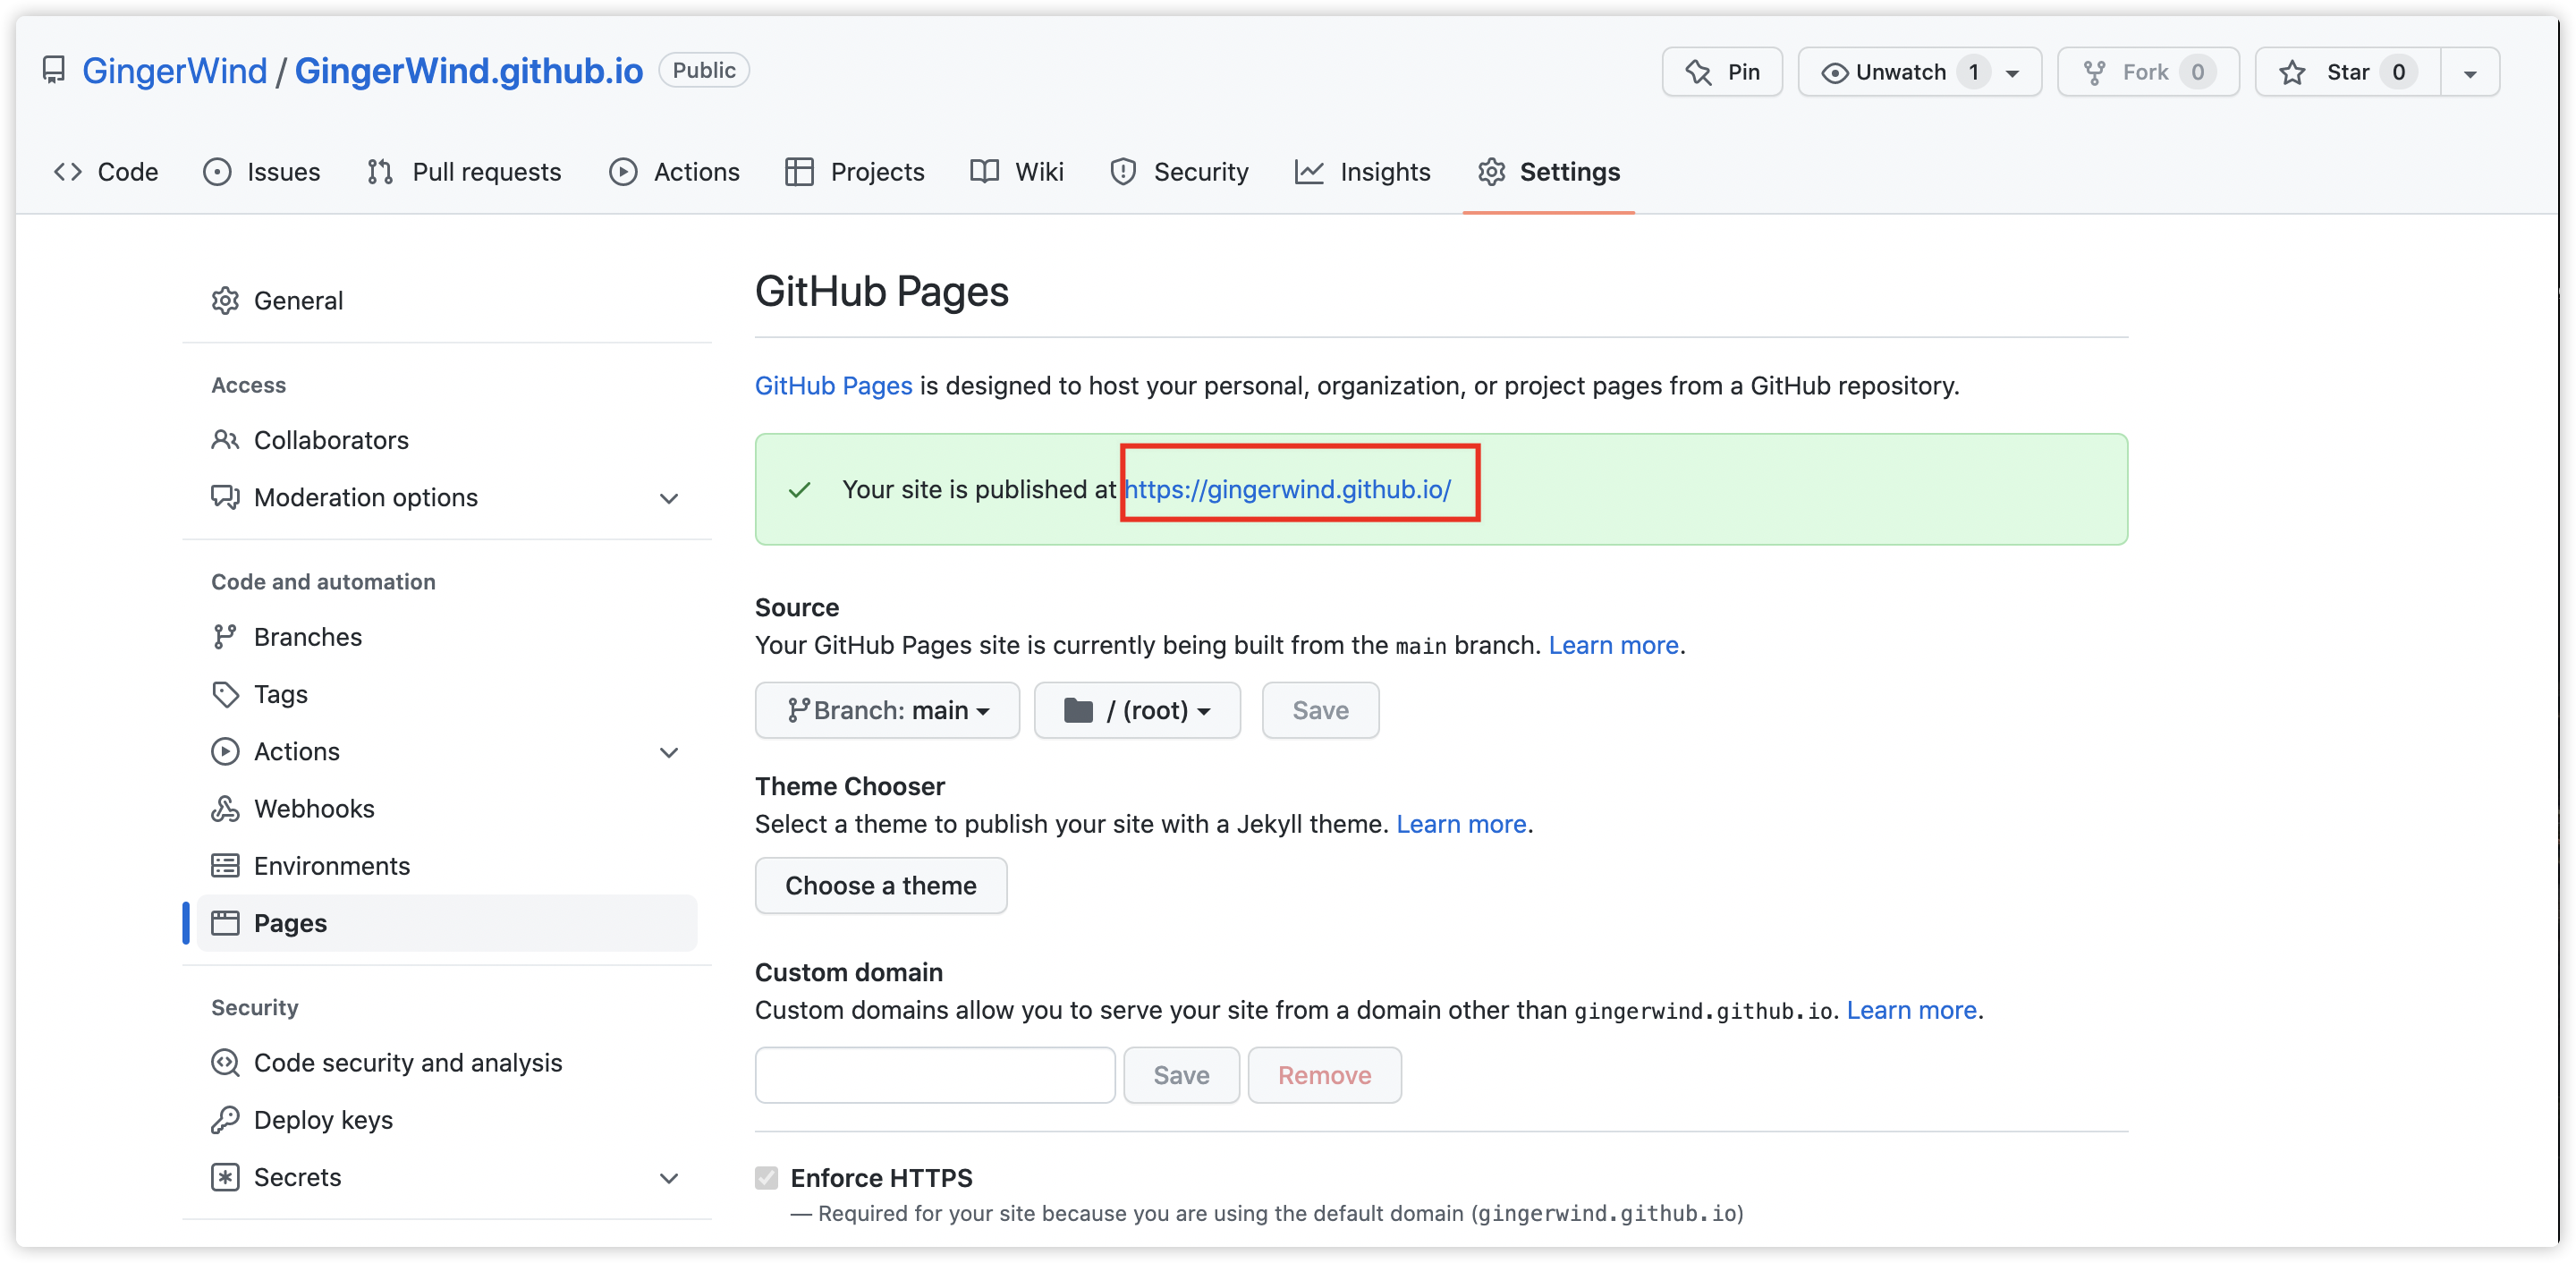 GingerWind / GingerWind.github.io Public
Pin Unwatch 1 Fork 0 Star 0
Code Issues Pull requests Actions Projects Wiki Security Insights Settings
General
Access
Collaborators
Moderation options
Code and automation
Branches
Tags
Actions
Webhooks
Environments
Pages
Security
Code security and analysis
Deploy keys
Secrets
GitHub Pages
GitHub Pages is designed to host your personal, organization, or project pages from a GitHub repository.
Your site is published at https://gingerwind.github.io/
Source
Your GitHub Pages site is currently being built from the main branch. Learn more.
Branch: main / (root) Save
Theme Chooser
Select a theme to publish your site with a Jekyll theme. Learn more.
Choose a theme
Custom domain
Custom domains allow you to serve your site from a domain other than gingerwind.github.io. Learn more.
Save Remove
Enforce HTTPS
— Required for your site because you are using the default domain (gingerwind.github.io)